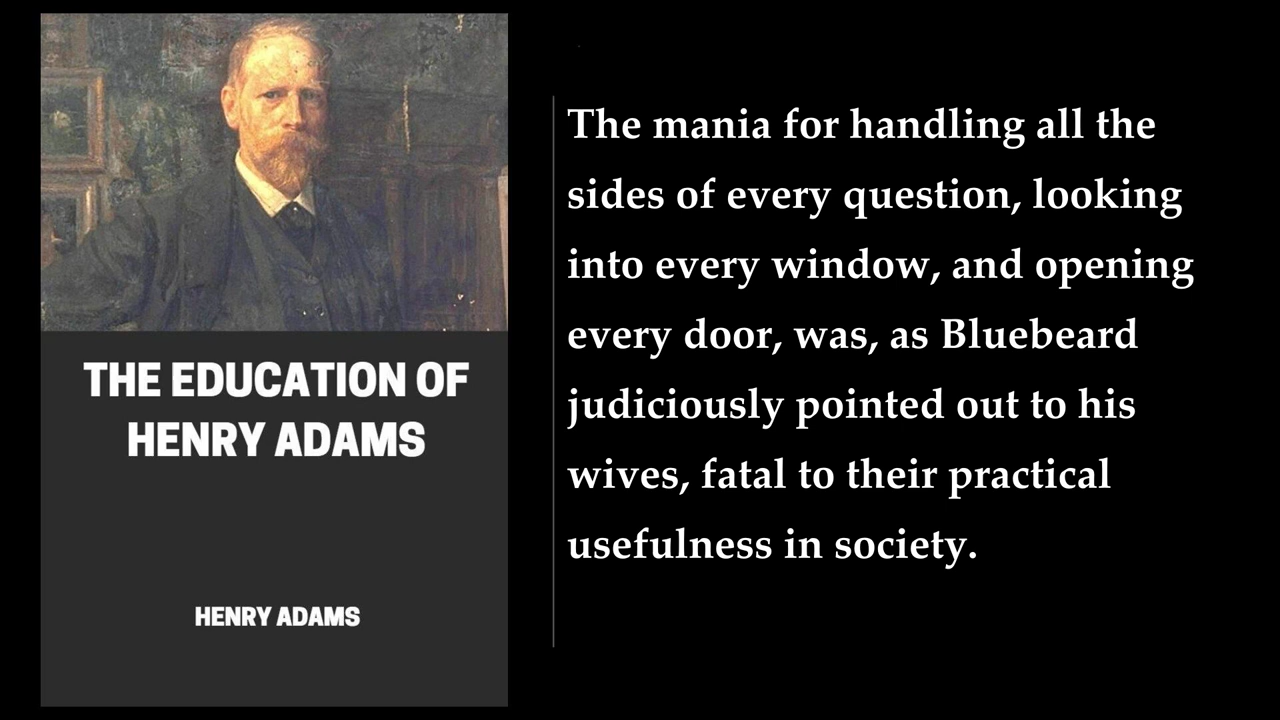 THE EDUCATION OF
HENRY ADAMS
HENRY ADAMS
The mania for handling all the
sides of every question, looking
into every window, and opening
every door, was, as Bluebeard
judiciously pointed out to his
wives, fatal to their practical
usefulness in society.